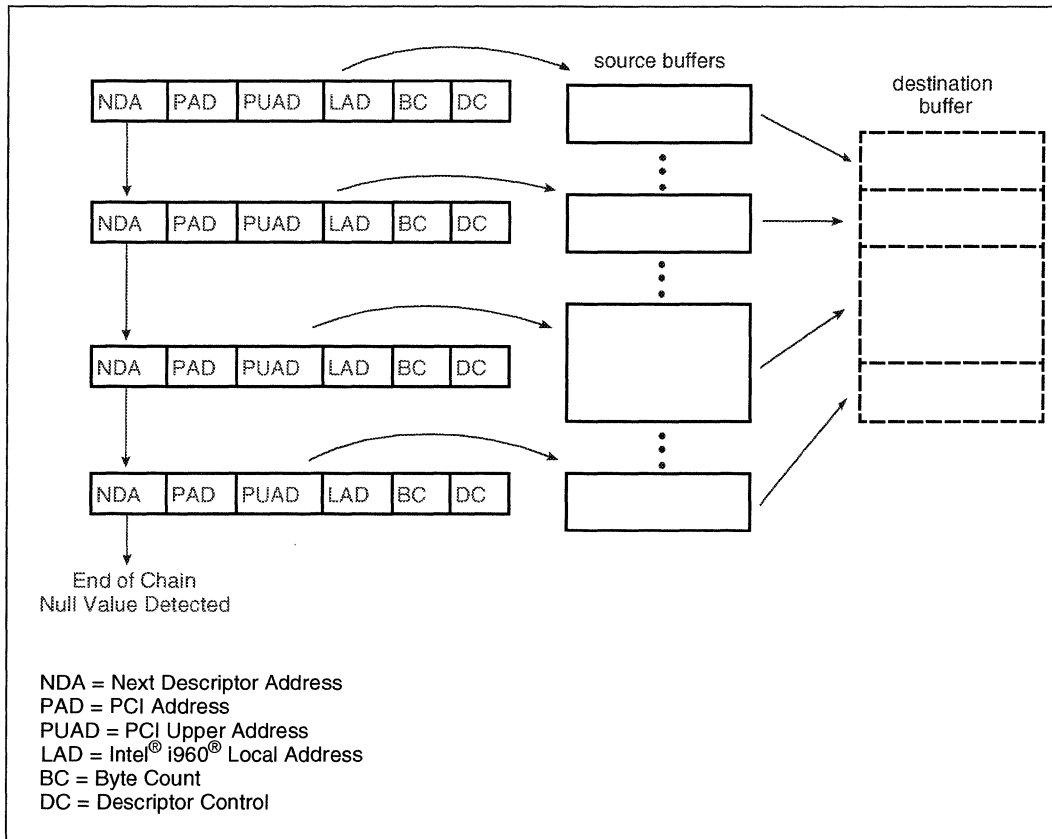 source buffers
destination
buffer
NDA PAD PUAD LAD BC DC
NDA PAD PUAD LAD BC DC
NDA PAD PUAD LAD BC DC
NDA PAD PUAD LAD BC DC
End of Chain
Null Value Detected
NDA = Next Descriptor Address
PAD = PCI Address
PUAD = PCI Upper Address
LAD = Intel® i960® Local Address
BC = Byte Count
DC = Descriptor Control